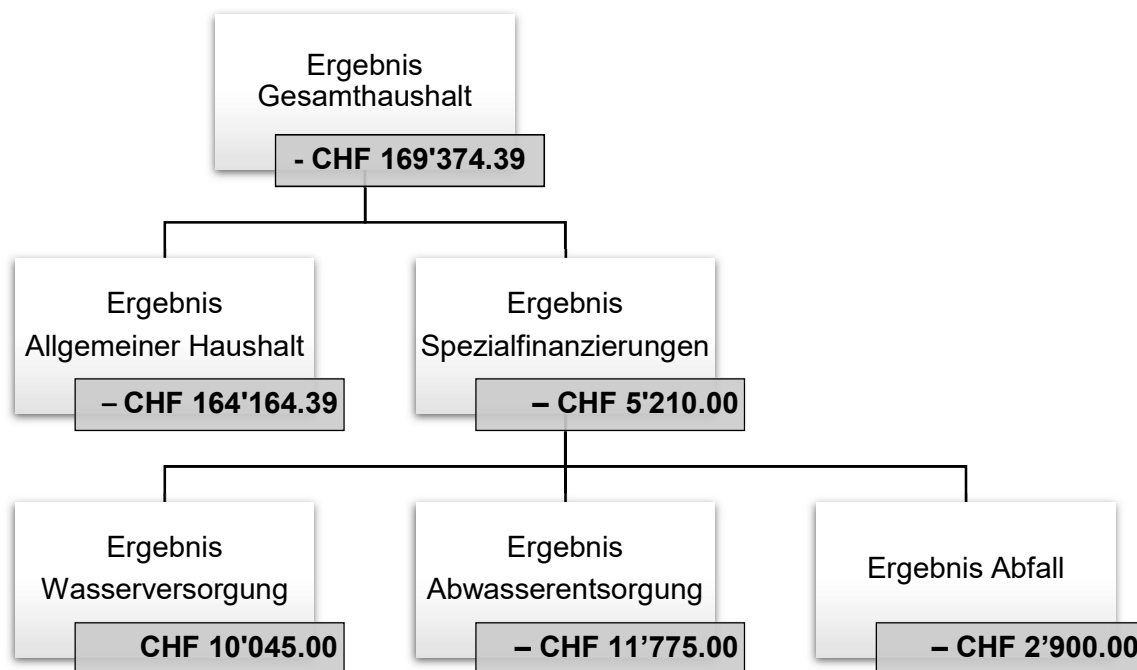 Ergebnis
Gesamthaushalt
- CHF 169'374.39
Ergebnis
Allgemeiner Haushalt
– CHF 164'164.39
Ergebnis
Spezialfinanzierungen
– CHF 5'210.00
Ergebnis
Wasserversorgung
CHF 10'045.00
Ergebnis
Abwasserentsorgung
– CHF 11’775.00
Ergebnis Abfall
– CHF 2’900.00